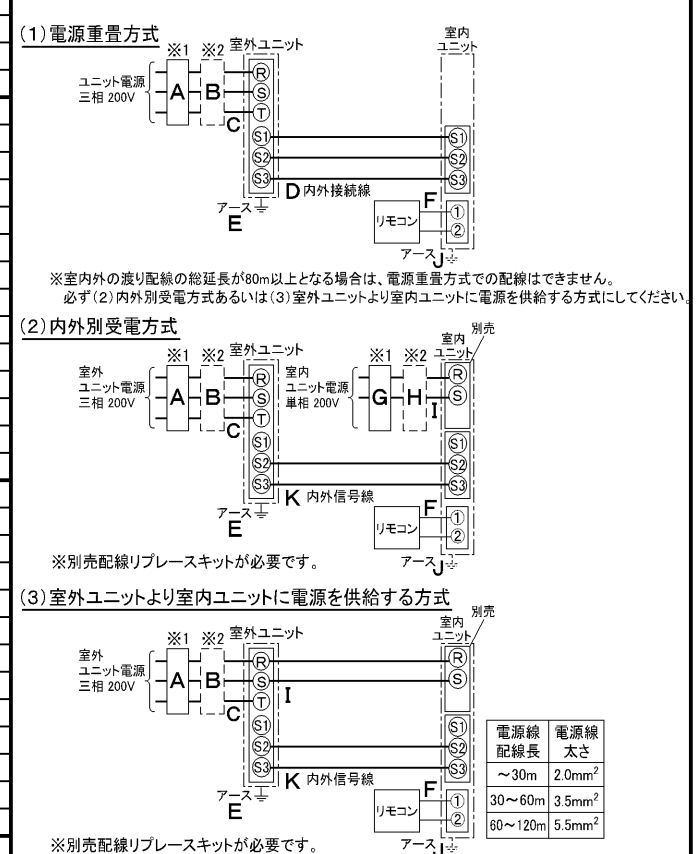 (1)電源重畳方式
※1 ※2 室外ユニット
室内
ユニット
ユニット電源
三相 200V
A B
C
R
S
T
S1 S1
S2 S2
S3 S3
D 内外接続線
アース
E
リモコン
F
①
②
アース J
※室内外の渡り配線の総延長が80m以上となる場合は、電源重畳方式での配線はできません。
必ず(2)内外別受電方式あるいは(3)室外ユニットより室内ユニットに電源を供給する方式にしてください。
(2)内外別受電方式
※1 ※2 室外ユニット
※1 ※2
室内
ユニット
別売
室外
ユニット電源
三相 200V
A B
C
R
S
T
S1
S2
S3
室内
ユニット電源
単相 200V
G H
I
R
S
S1
S2
S3
K 内外信号線
アース
E
リモコン
F
①
②
アース J
※別売配線リプレースキットが必要です。
(3)室外ユニットより室内ユニットに電源を供給する方式
※1 ※2 室外ユニット
室内
ユニット
別売
室外
ユニット電源
三相 200V
A B
C
R R
S S
I
T
S1 S1
S2 S2
S3 S3
K 内外信号線
アース
E
リモコン
F
①
②
アース J
電源線 電源線
配線長 太さ
～30m 2.0mm²
30～60m 3.5mm²
60～120m 5.5mm²
※別売配線リプレースキットが必要です。